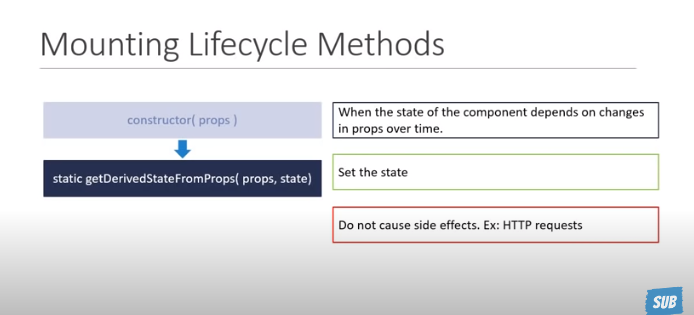 Mounting Lifecycle Methods
constructor( props )
static getDerivedStateFromProps( props, state)
When the state of the component depends on changes
in props over time.
Set the state
Do not cause side effects. Ex: HTTP requests
SUB